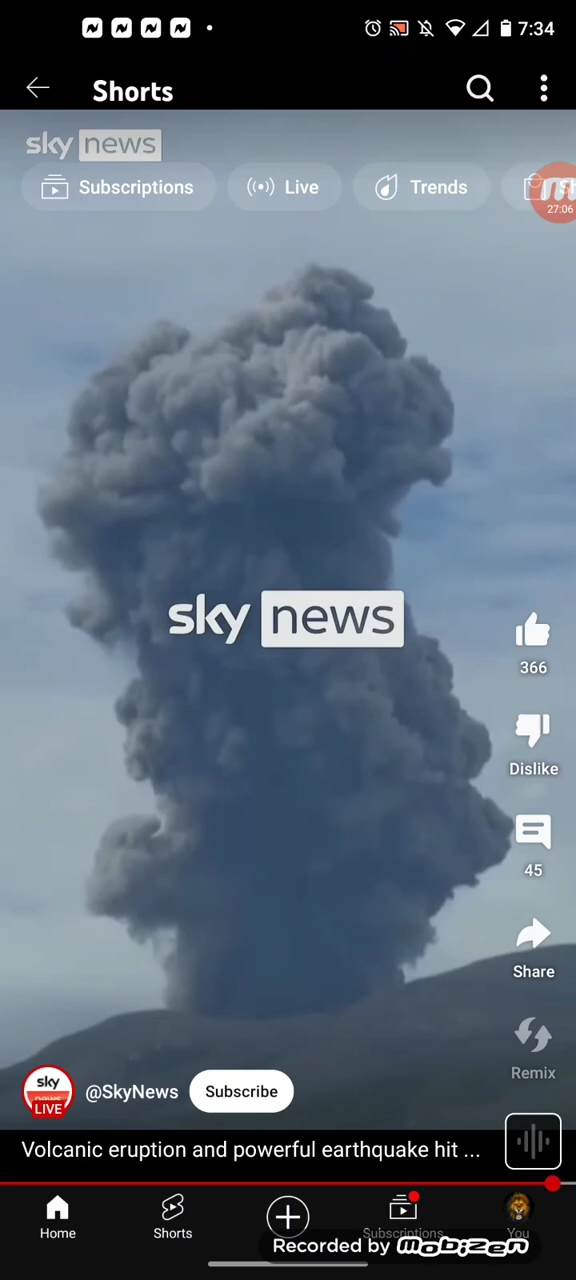 7:34
Shorts
sky news
Subscriptions
Live
Trends
27:06
sky news
366
Dislike
45
Share
Remix
sky
LIVE
@SkyNews
Subscribe
Volcanic eruption and powerful earthquake hit ...
Home
Shorts
Subscriptions
You
Recorded by mobizen